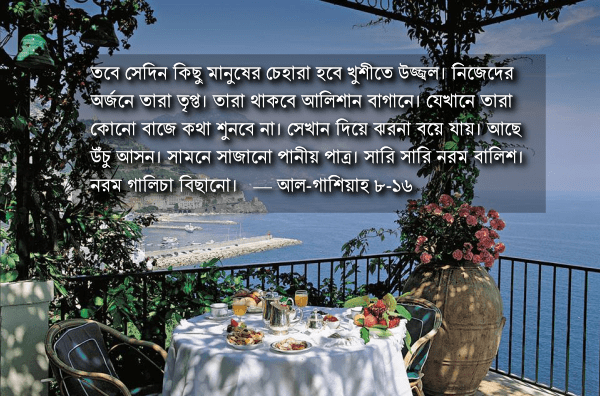 তবে সেদিন কিছু মানুষের চেহারা হবে খুশীতে উজ্জ্বল। নিজেদের
অর্জনে তারা তৃপ্ত। তারা থাকবে আলিশান বাগানে। যেখানে তারা
কোনো বাজে কথা শুনবে না। সেখান দিয়ে ঝরনা বয়ে যায়। আছে
উঁচু আসন। সামনে সাজানো পানীয় পাত্র। সারি সারি নরম বালিশ।
নরম গালিচা বিছানো। — আল-গাশিয়াহ ৮-১৬